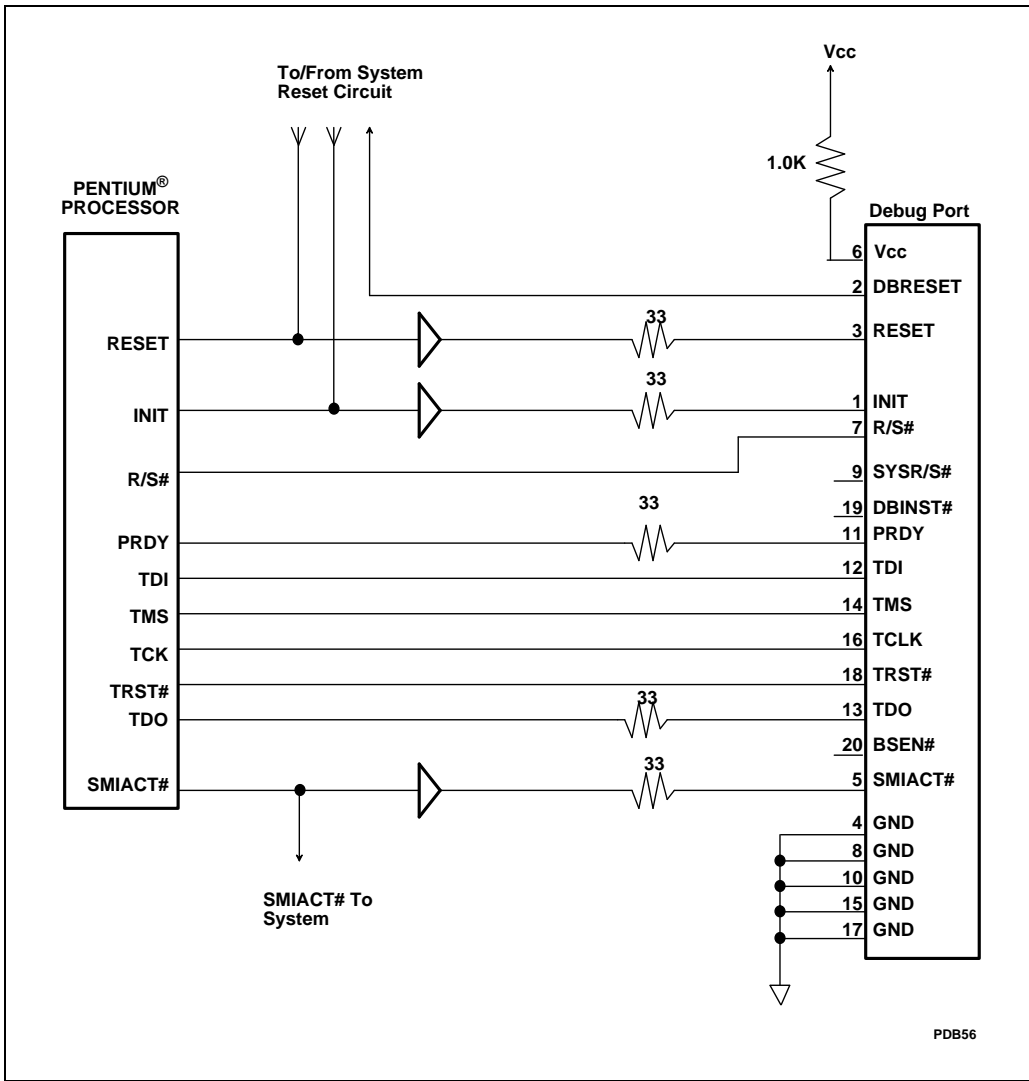 Vcc
To/From System
Reset Circuit
1.0K
PENTIUM®
PROCESSOR
Debug Port
6 Vcc
2 DBRESET
33
RESET
3 RESET
33
INIT
1 INIT
7 R/S#
R/S#
9 SYSR/S#
33
19 DBINST#
PRDY
11 PRDY
TDI
12 TDI
TMS
14 TMS
TCK
16 TCLK
TRST#
18 TRST#
33
TDO
13 TDO
20 BSEN#
33
SMIACT#
5 SMIACT#
4 GND
8 GND
10 GND
15 GND
17 GND
SMIACT# To
System
PDB56